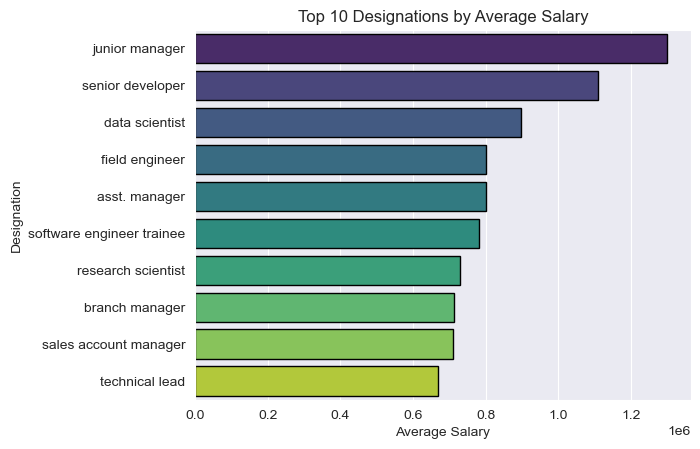 Top 10 Designations by Average Salary
junior manager
senior developer
data scientist
field engineer
asst. manager
software engineer trainee
research scientist
branch manager
sales account manager
technical lead
Designation
0.0 0.2 0.4 0.6 0.8 1.0 1.2
1e6
Average Salary